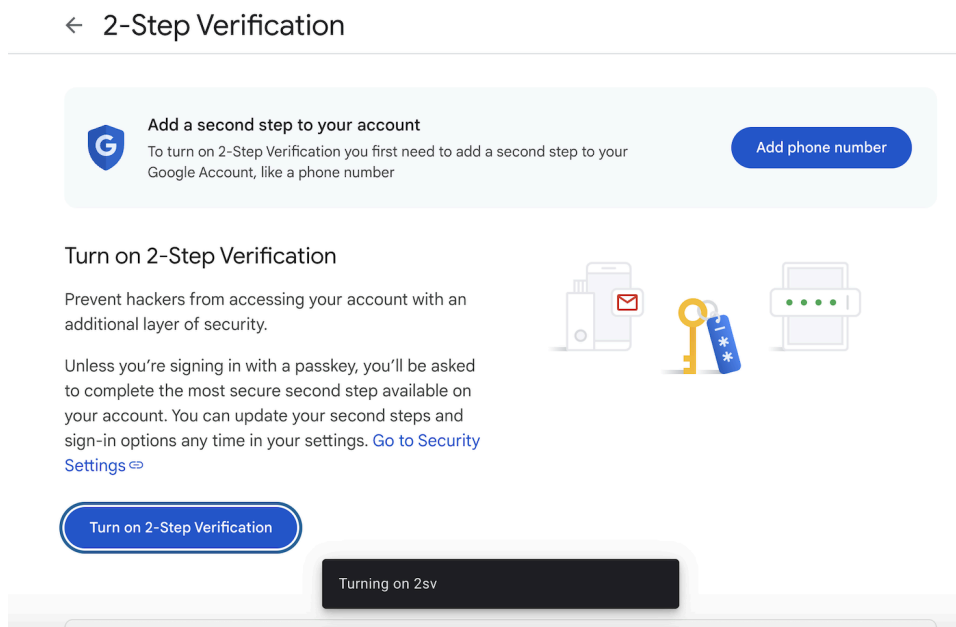 2-Step Verification
Add a second step to your account
To turn on 2-Step Verification you first need to add a second step to your
Google Account, like a phone number
Add phone number
G
Turn on 2-Step Verification
Prevent hackers from accessing your account with an
additional layer of security.
Unless you’re signing in with a passkey, you’ll be asked
to complete the most secure second step available on
your account. You can update your second steps and
sign-in options any time in your settings. Go to Security
Settings
Turn on 2-Step Verification
Turning on 2sv